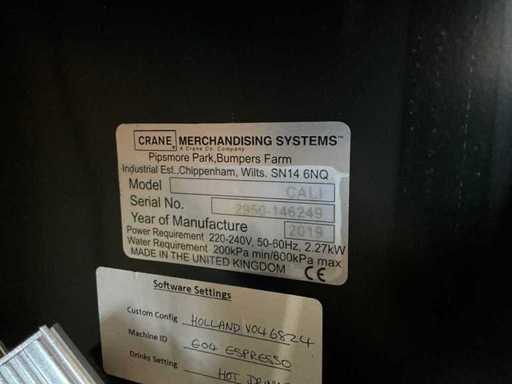 CRANE® MERCHANDISING SYSTEMS™
A Crane Co. Company
Pipsmore Park,Bumpers Farm
Industrial Est.,Chippenham, Wilts. SN14 6NQ
Model CALI
Serial No. 2950-146249
Year of Manufacture 2019
Power Requirement 220-240V, 50-60Hz, 2.27kW
Water Requirement 200kPa min/600kPa max
MADE IN THE UNITED KINGDOM CE
Software Settings
Custom Config HOLLAND V046824
Machine ID 604 ESPRESSO
Drinks Setting HOT